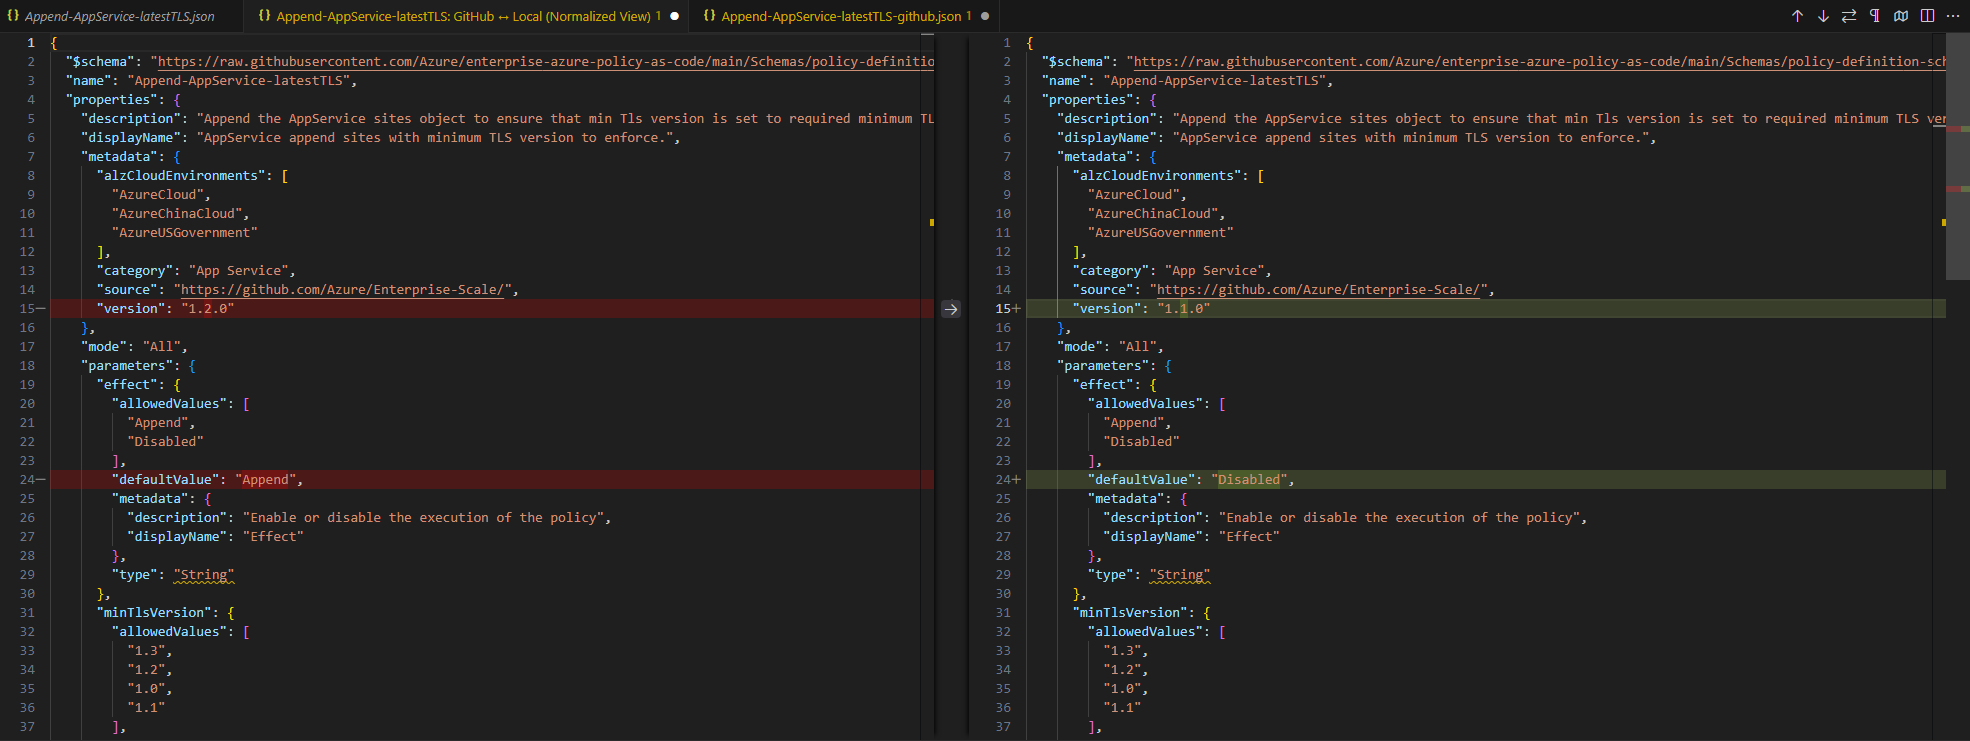 Append-AppService-latestTLS.json
Append-AppService-latestTLS: GitHub ↔ Local (Normalized View) 1
Append-AppService-latestTLS-github.json 1
1 {
2 "$schema": "https://raw.githubusercontent.com/Azure/enterprise-azure-policy-as-code/main/Schemas/policy-definitio
3 "name": "Append-AppService-latestTLS",
4 "properties": {
5 "description": "Append the AppService sites object to ensure that min Tls version is set to required minimum TL
6 "displayName": "AppService append sites with minimum TLS version to enforce.",
7 "metadata": {
8 "alzCloudEnvironments": [
9 "AzureCloud",
10 "AzureChinaCloud",
11 "AzureUSGovernment"
12 ],
13 "category": "App Service",
14 "source": "https://github.com/Azure/Enterprise-Scale/",
15− "version": "1.2.0"
16 },
17 "mode": "All",
18 "parameters": {
19 "effect": {
20 "allowedValues": [
21 "Append",
22 "Disabled"
23 ],
24− "defaultValue": "Append",
25 "metadata": {
26 "description": "Enable or disable the execution of the policy",
27 "displayName": "Effect"
28 },
29 "type": "String"
30 },
31 "minTlsVersion": {
32 "allowedValues": [
33 "1.3",
34 "1.2",
35 "1.0",
36 "1.1"
37 ],
1 {
2 "$schema": "https://raw.githubusercontent.com/Azure/enterprise-azure-policy-as-code/main/Schemas/policy-definition-sch
3 "name": "Append-AppService-latestTLS",
4 "properties": {
5 "description": "Append the AppService sites object to ensure that min Tls version is set to required minimum TLS ver
6 "displayName": "AppService append sites with minimum TLS version to enforce.",
7 "metadata": {
8 "alzCloudEnvironments": [
9 "AzureCloud",
10 "AzureChinaCloud",
11 "AzureUSGovernment"
12 ],
13 "category": "App Service",
14 "source": "https://github.com/Azure/Enterprise-Scale/",
15+ "version": "1.1.0"
16 },
17 "mode": "All",
18 "parameters": {
19 "effect": {
20 "allowedValues": [
21 "Append",
22 "Disabled"
23 ],
24+ "defaultValue": "Disabled",
25 "metadata": {
26 "description": "Enable or disable the execution of the policy",
27 "displayName": "Effect"
28 },
29 "type": "String"
30 },
31 "minTlsVersion": {
32 "allowedValues": [
33 "1.3",
34 "1.2",
35 "1.0",
36 "1.1"
37 ],